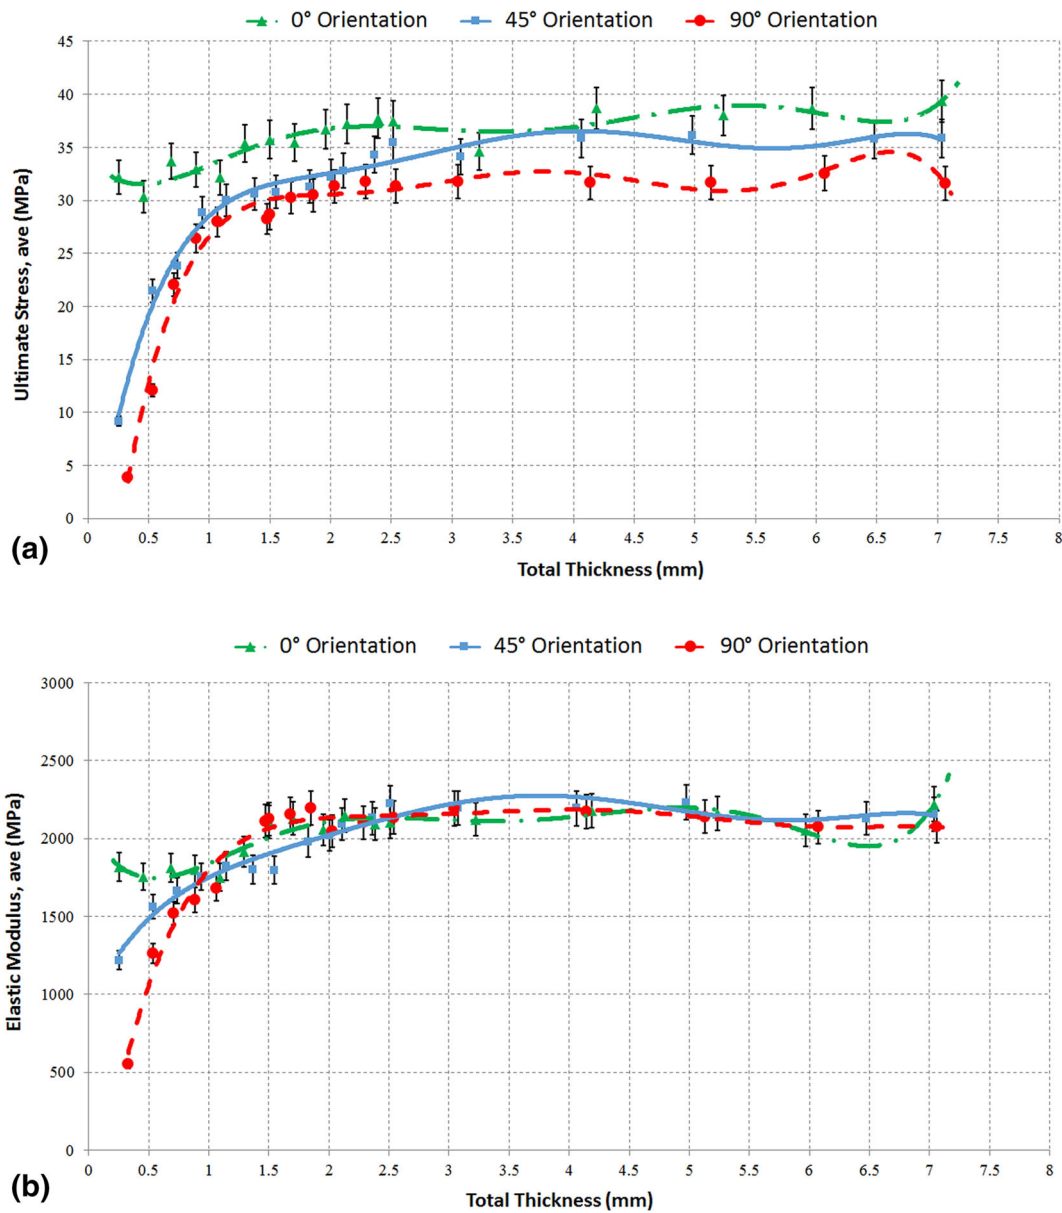 0° Orientation 45° Orientation 90° Orientation
45
40
35
30
25
20
15
10
5
0
Ultimate Stress, ave (MPa)
0 0.5 1 1.5 2 2.5 3 3.5 4 4.5 5 5.5 6 6.5 7 7.5 8
Total Thickness (mm)
(a)
0° Orientation 45° Orientation 90° Orientation
3000
2500
2000
1500
1000
500
0
Elastic Modulus, ave (MPa)
0 0.5 1 1.5 2 2.5 3 3.5 4 4.5 5 5.5 6 6.5 7 7.5 8
Total Thickness (mm)
(b)